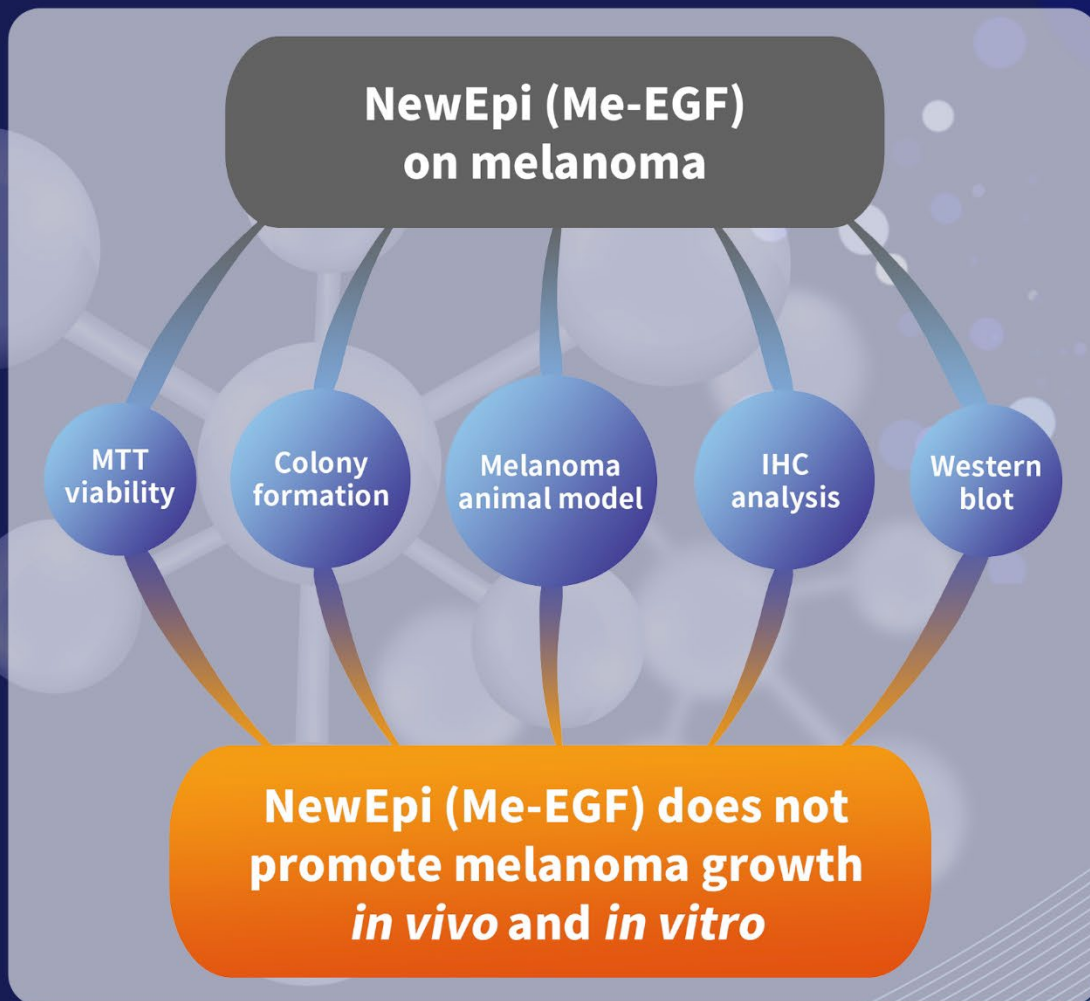 NewEpi (Me-EGF)
on melanoma
MTT
viability
Colony
formation
Melanoma
animal model
IHC
analysis
Western
blot
NewEpi (Me-EGF) does not
promote melanoma growth
in vivo and in vitro